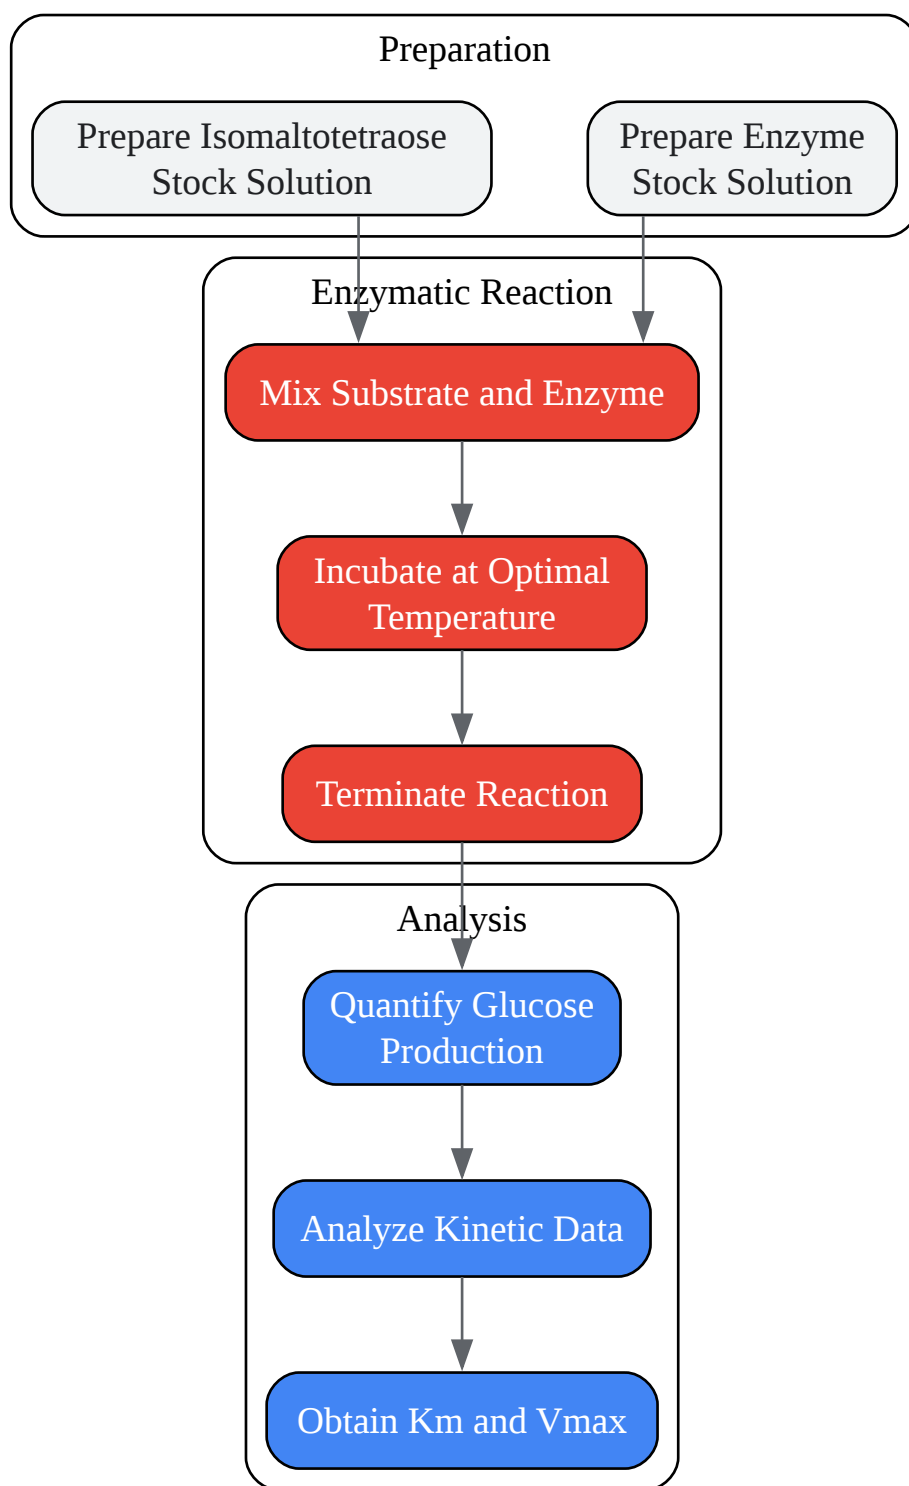 Preparation
Prepare Isomaltotetraose
Stock Solution
Prepare Enzyme
Stock Solution
Enzymatic Reaction
Mix Substrate and Enzyme
Incubate at Optimal
Temperature
Terminate Reaction
Analysis
Quantify Glucose
Production
Analyze Kinetic Data
Obtain Km and Vmax